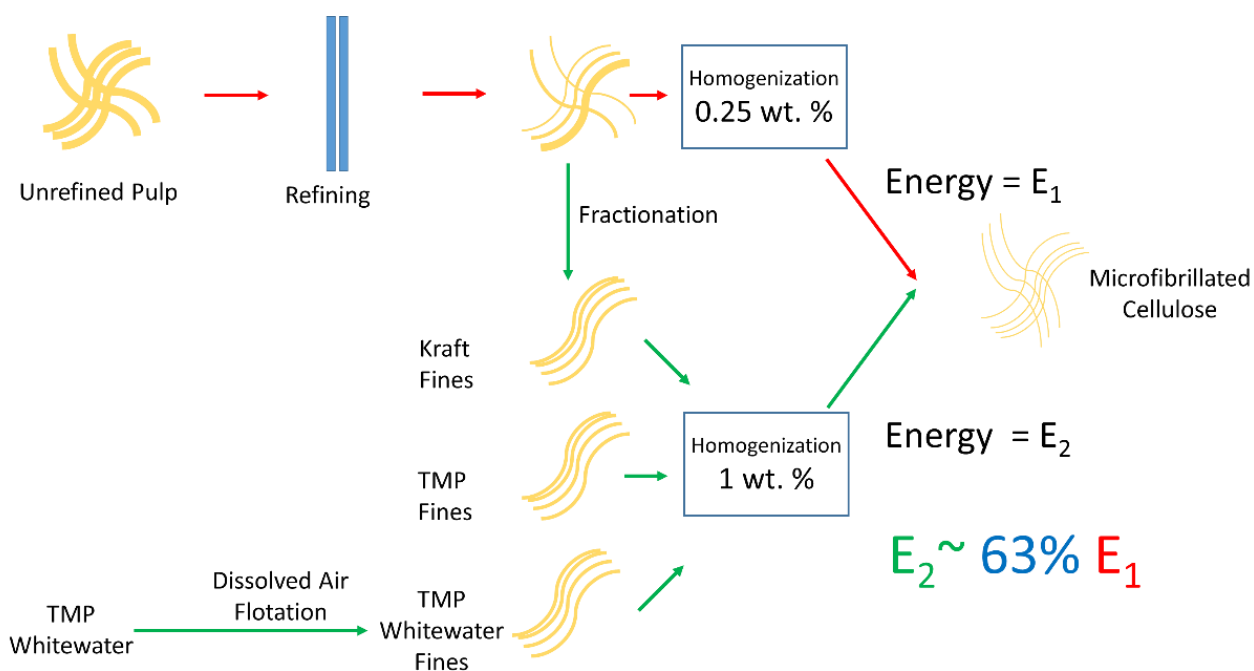 Unrefined Pulp
Refining
Homogenization
0.25 wt. %
Energy = E₁
Fractionation
Microfibrillated
Cellulose
Kraft
Fines
Homogenization
1 wt. %
Energy = E₂
TMP
Fines
E₂~ 63% E₁
Dissolved Air
Flotation
TMP
Whitewater
TMP
Whitewater
Fines